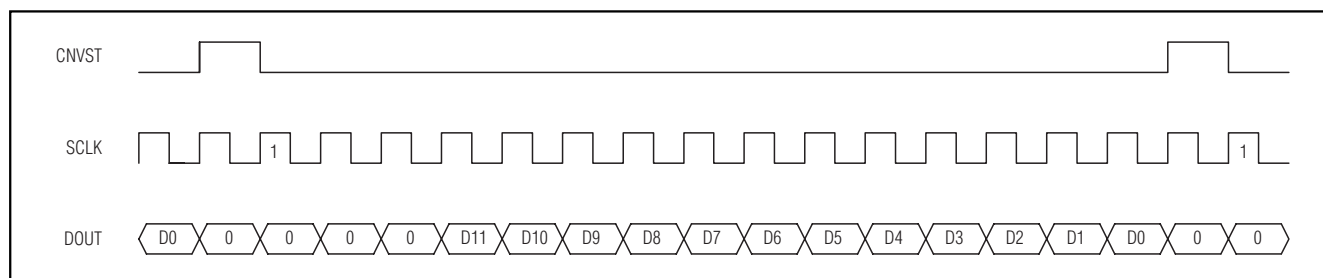 CNVST
SCLK 1 1
DOUT D0 0 0 0 0 D11 D10 D9 D8 D7 D6 D5 D4 D3 D2 D1 D0 0 0